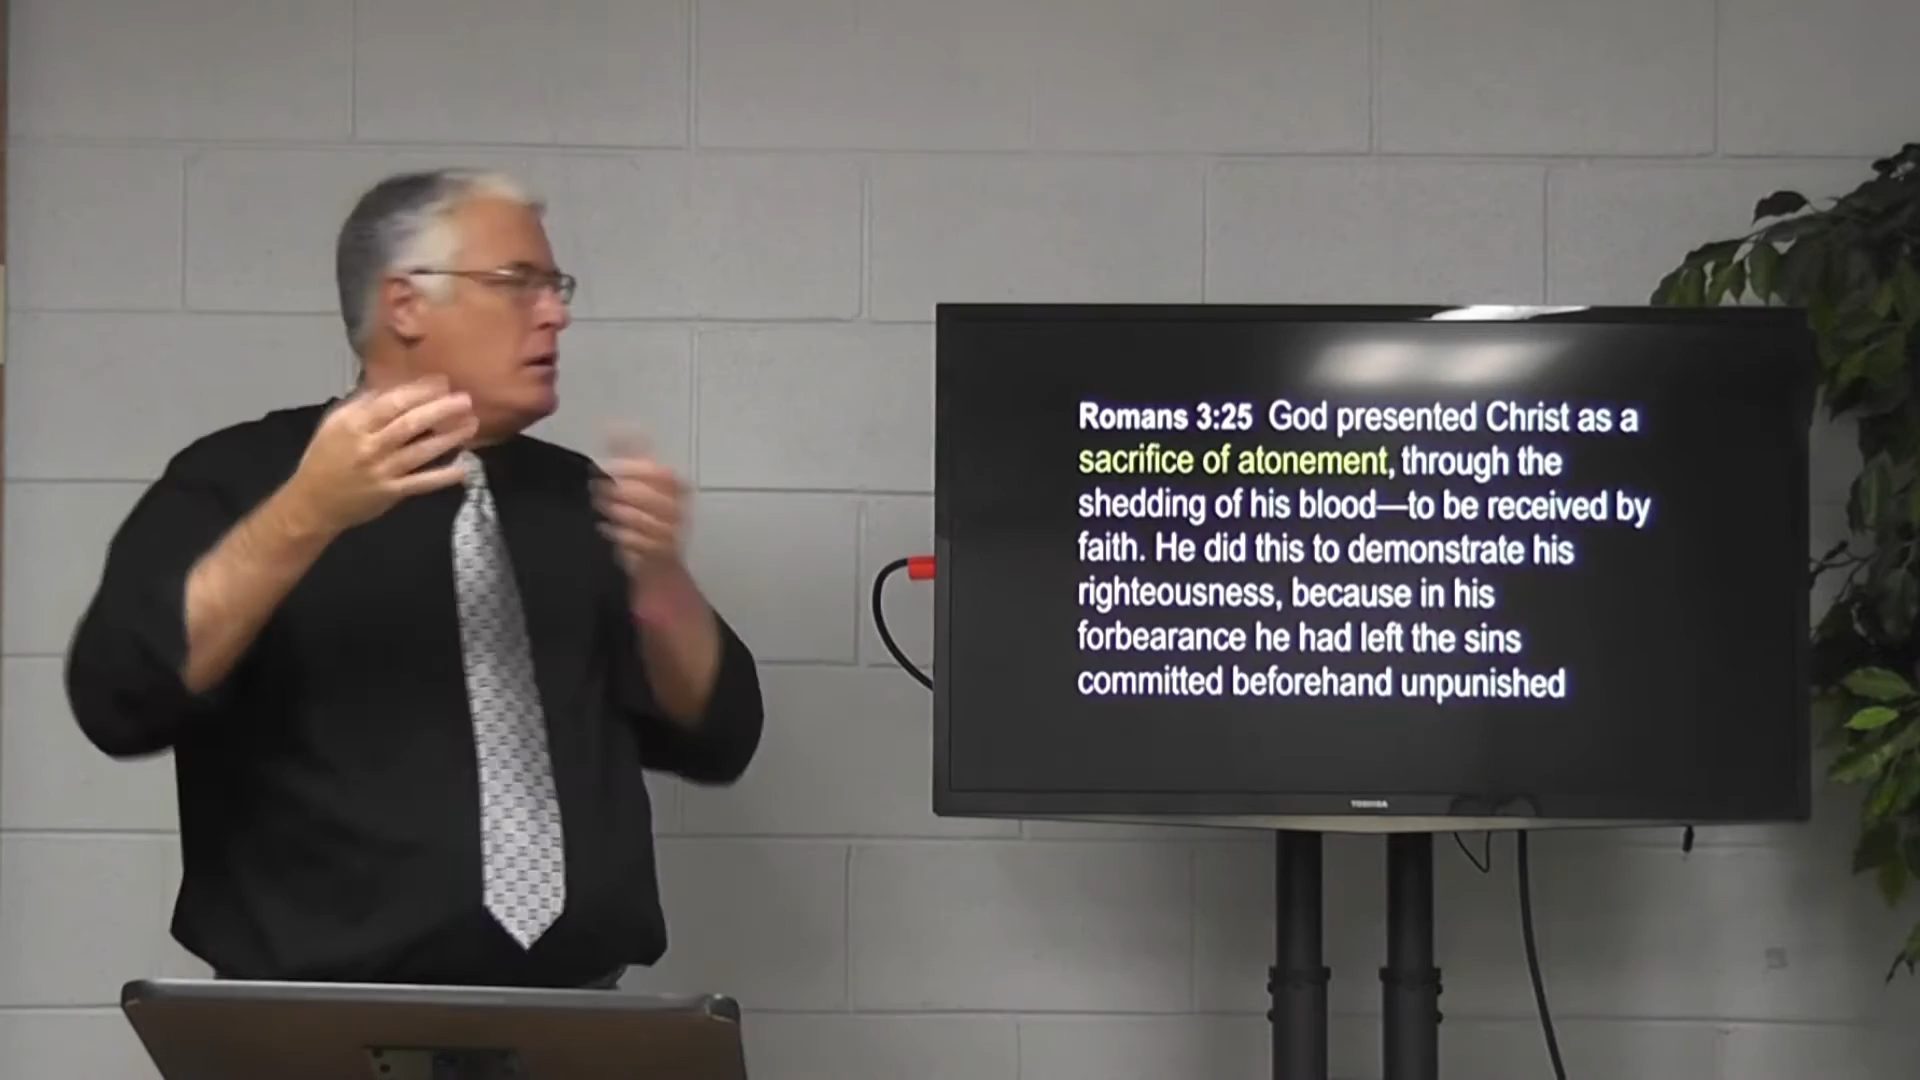 Romans 3:25 God presented Christ as a
sacrifice of atonement, through the
shedding of his blood—to be received by
faith. He did this to demonstrate his
righteousness, because in his
forbearance he had left the sins
committed beforehand unpunished
TOSHIBA